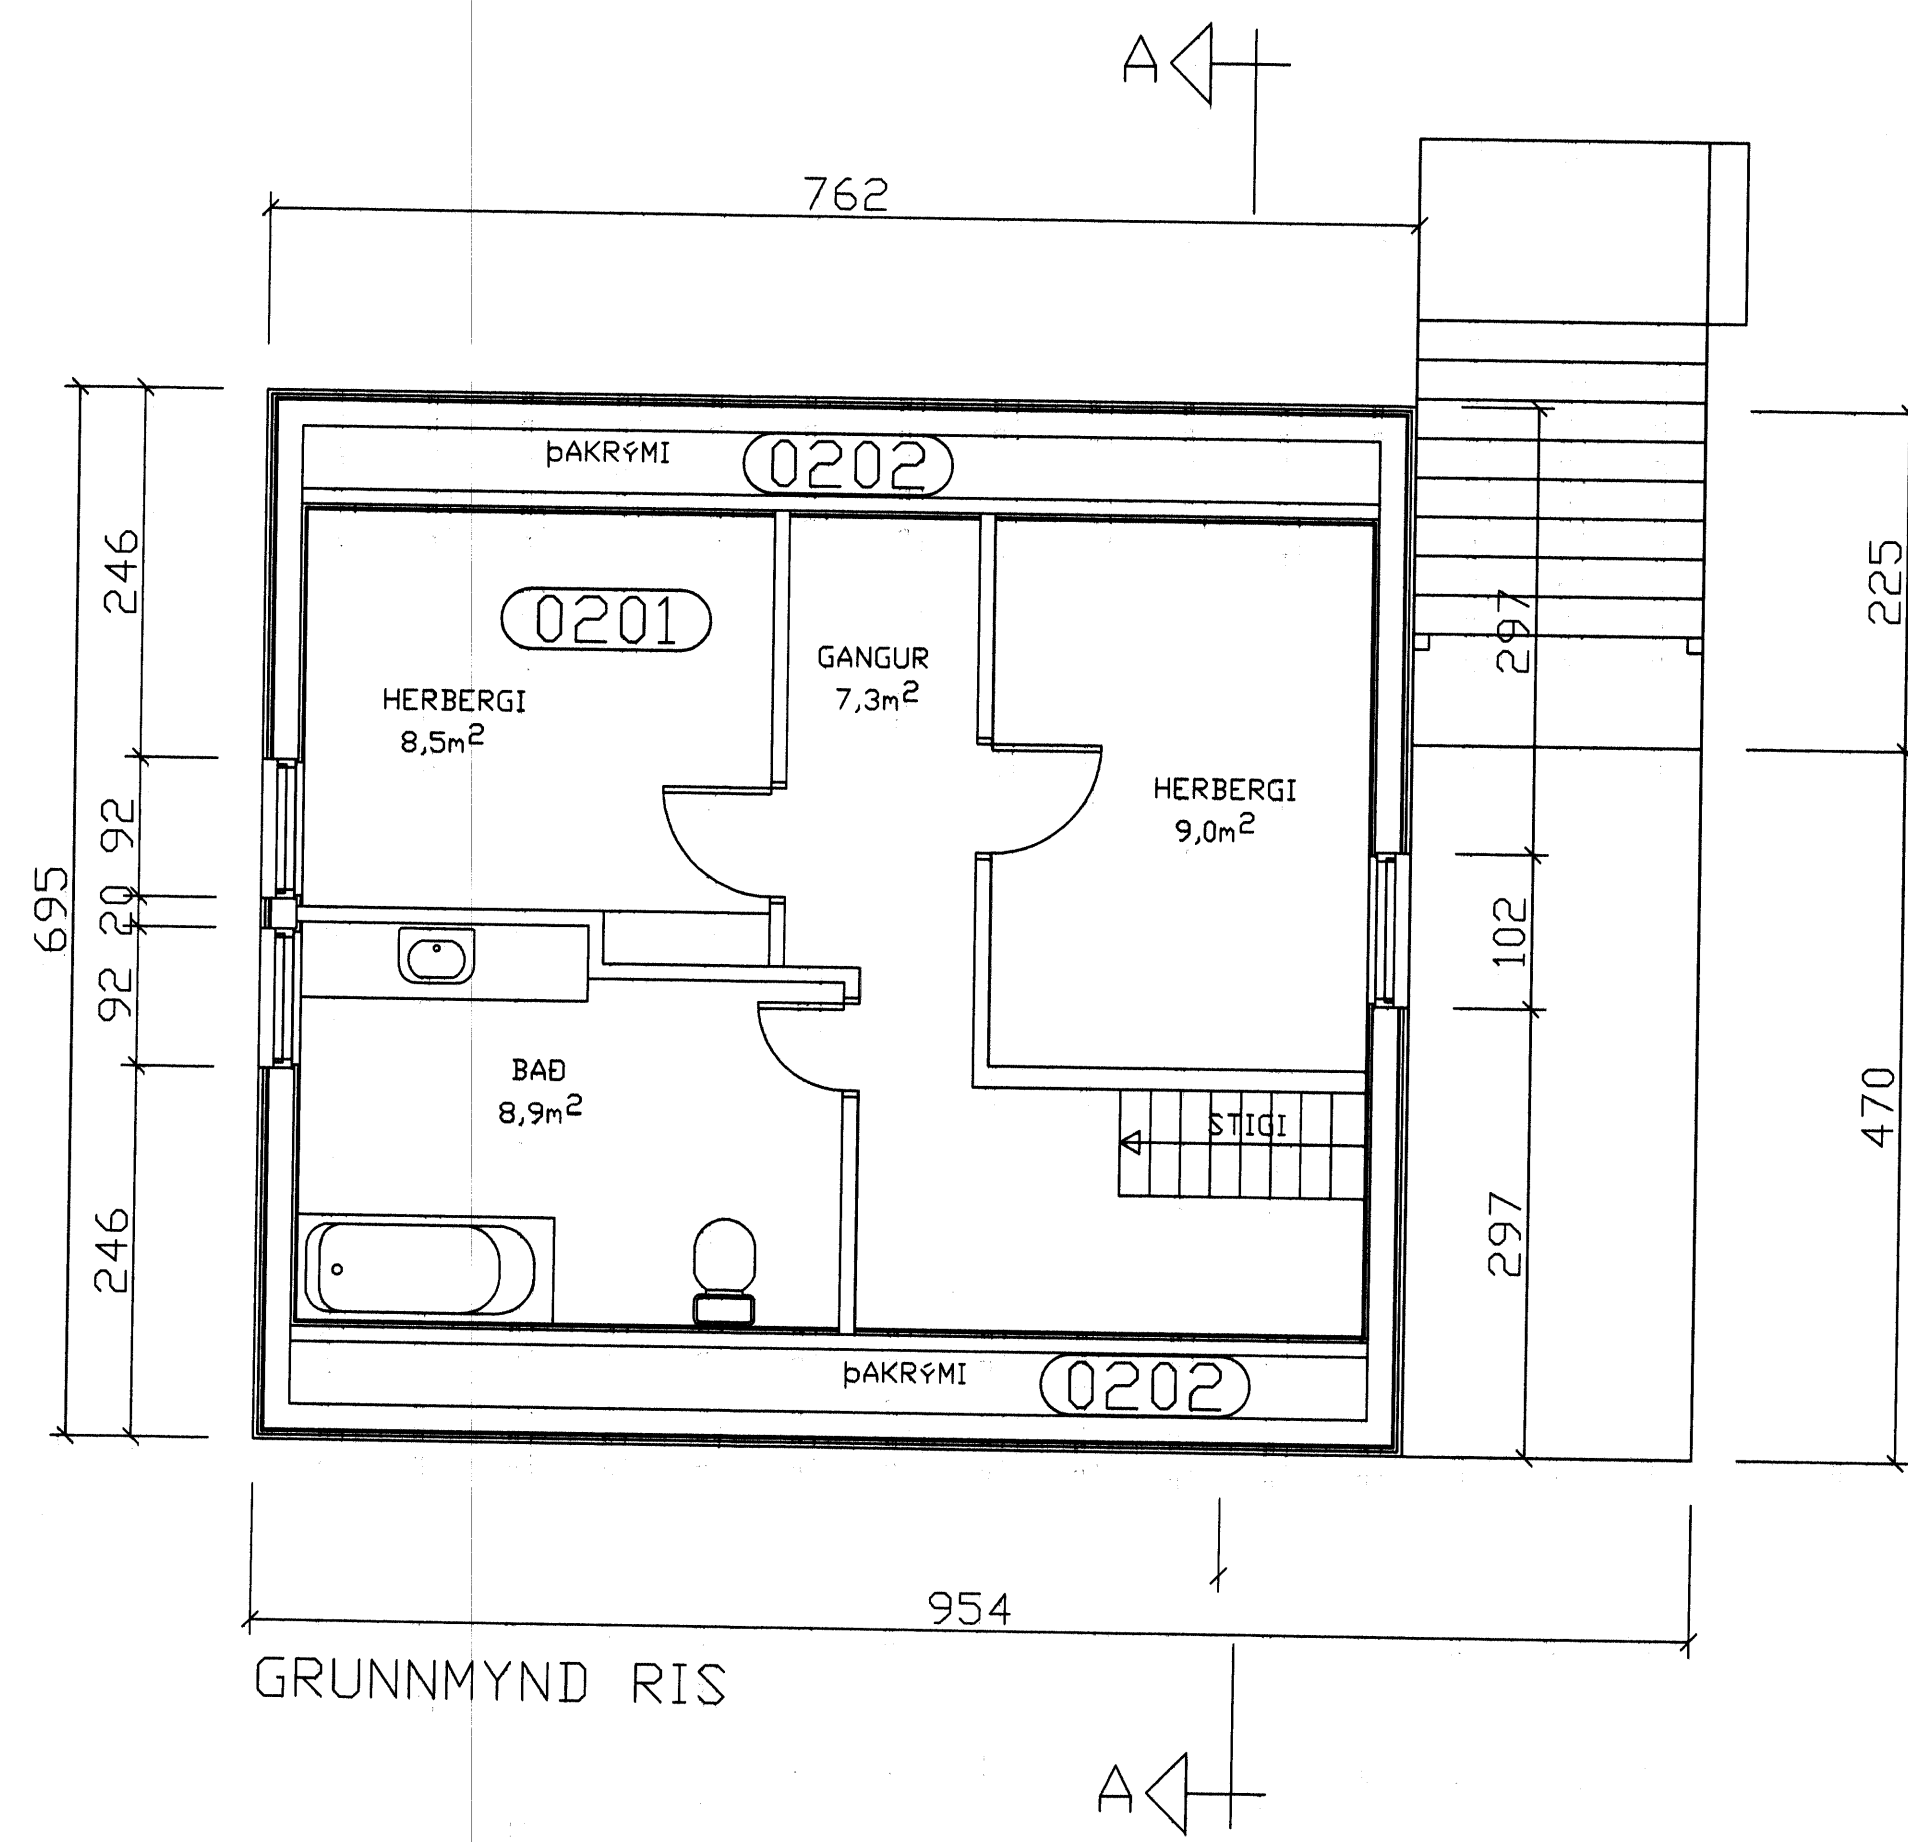 A
762
ÞAKRÝMI
0202
246
0201
225
297
GANGUR
7,3m²
HERBERGI
8,5m²
HERBERGI
9,0m²
92
695
20
102
92
BAÐ
8,9m²
STIGI
470
246
297
ÞAKRÝMI
0202
954
GRUNNMYND RIS
A